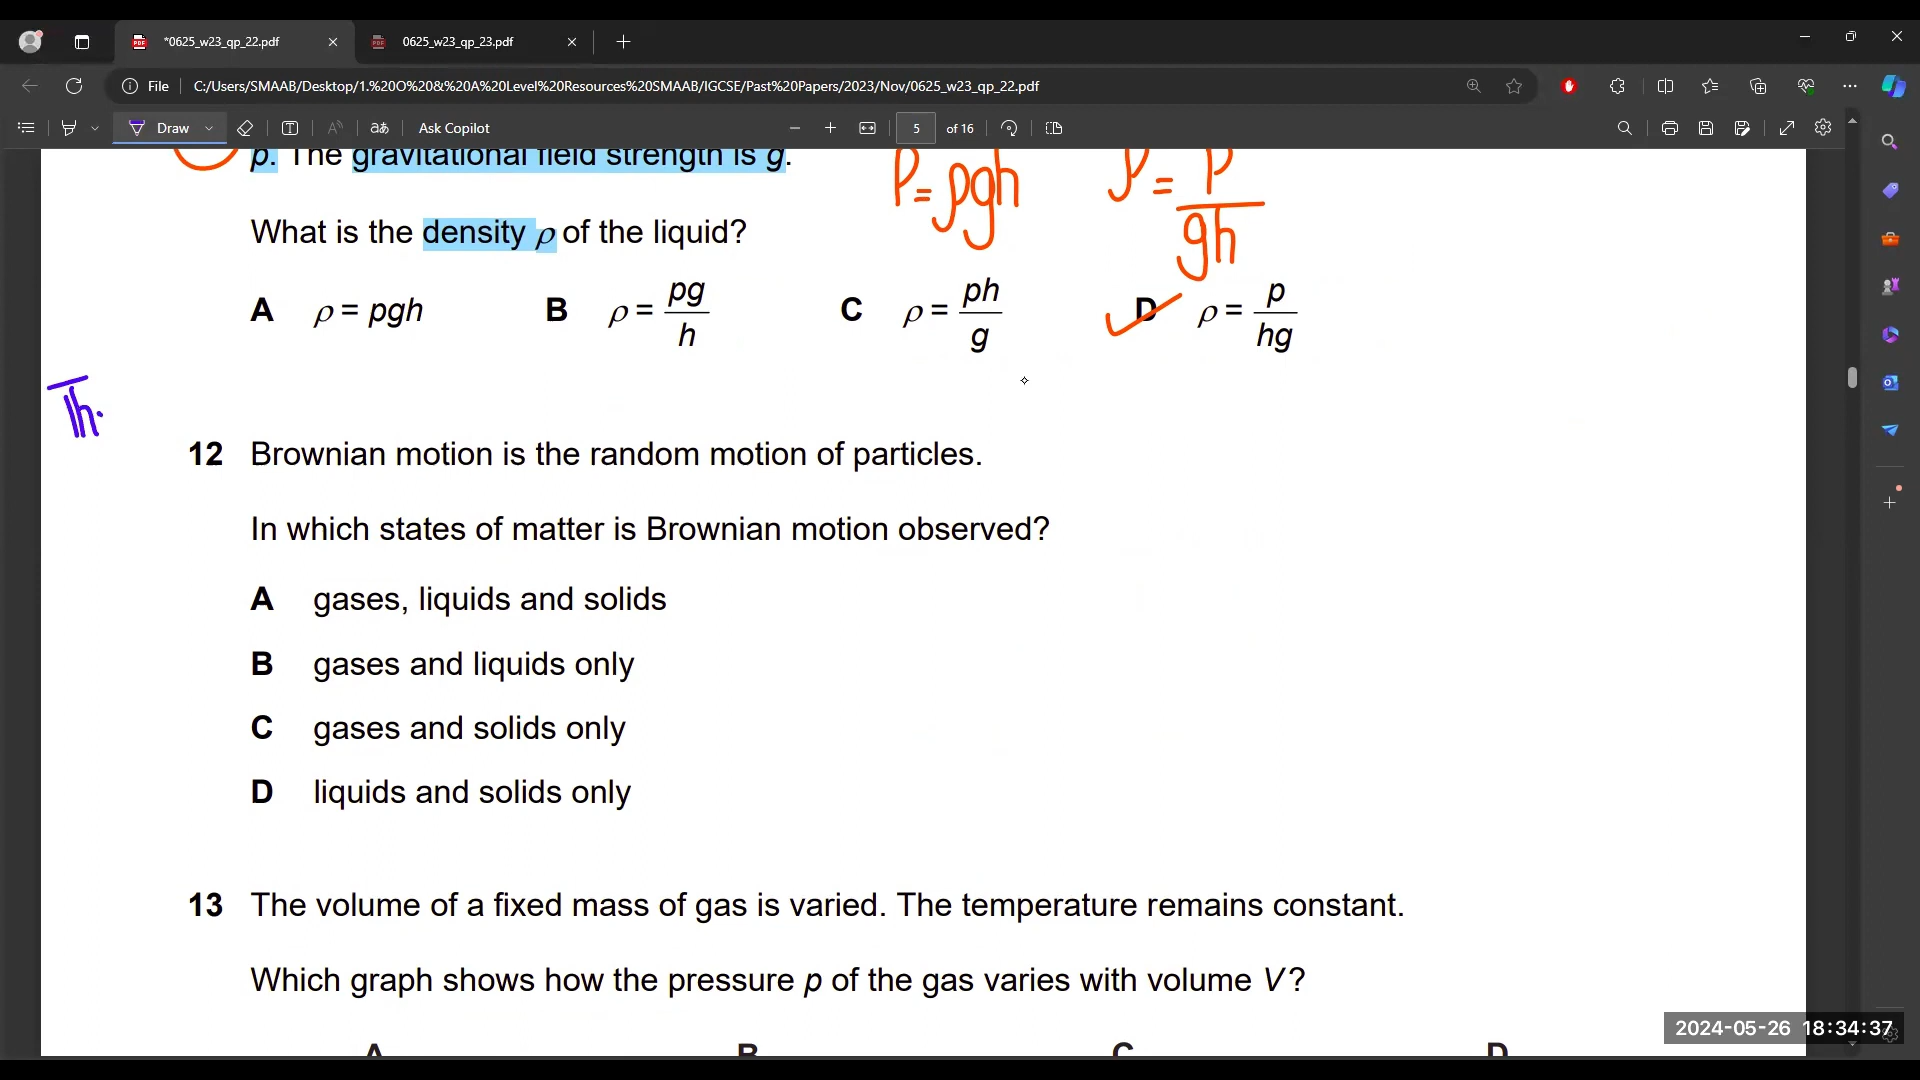 *0625_w23_qp_22.pdf
0625_w23_qp_23.pdf
File
C:/Users/SMAAB/Desktop/1.%20O%20&%20A%20Level%20Resources%20SMAAB/IGCSE/Past%20Papers/2023/Nov/0625_w23_qp_22.pdf
Draw
aあ
Ask Copilot
5 of 16
p. The gravitational field strength is g.
P = ρgh
ρ = P / gh
What is the density ρ of the liquid?
A ρ = pgh B ρ = pg / h C ρ = ph / g D ρ = p / hg
Th.
12 Brownian motion is the random motion of particles.
In which states of matter is Brownian motion observed?
A gases, liquids and solids
B gases and liquids only
C gases and solids only
D liquids and solids only
13 The volume of a fixed mass of gas is varied. The temperature remains constant.
Which graph shows how the pressure p of the gas varies with volume V?
A B C D
2024-05-26 18:34:37